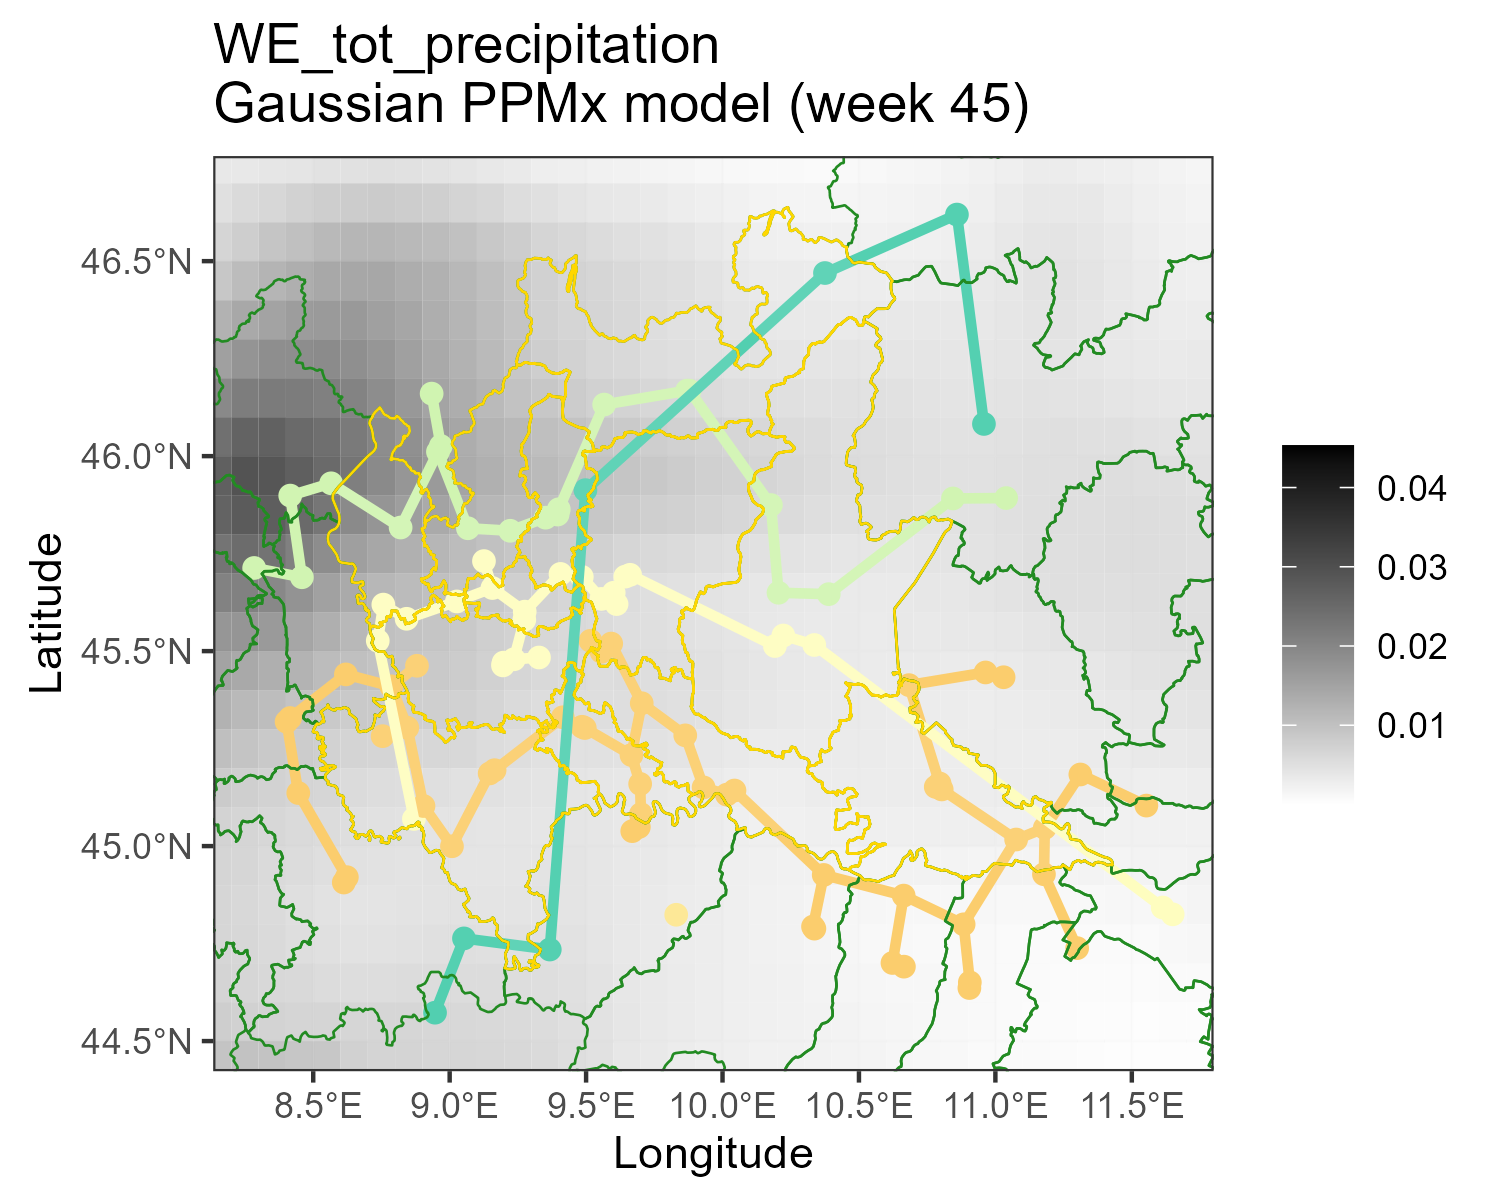 WE_tot_precipitation
Gaussian PPMx model (week 45)
46.5°N
46.0°N
45.5°N
45.0°N
44.5°N
Latitude
8.5°E 9.0°E 9.5°E 10.0°E 10.5°E 11.0°E 11.5°E
Longitude
0.04
0.03
0.02
0.01